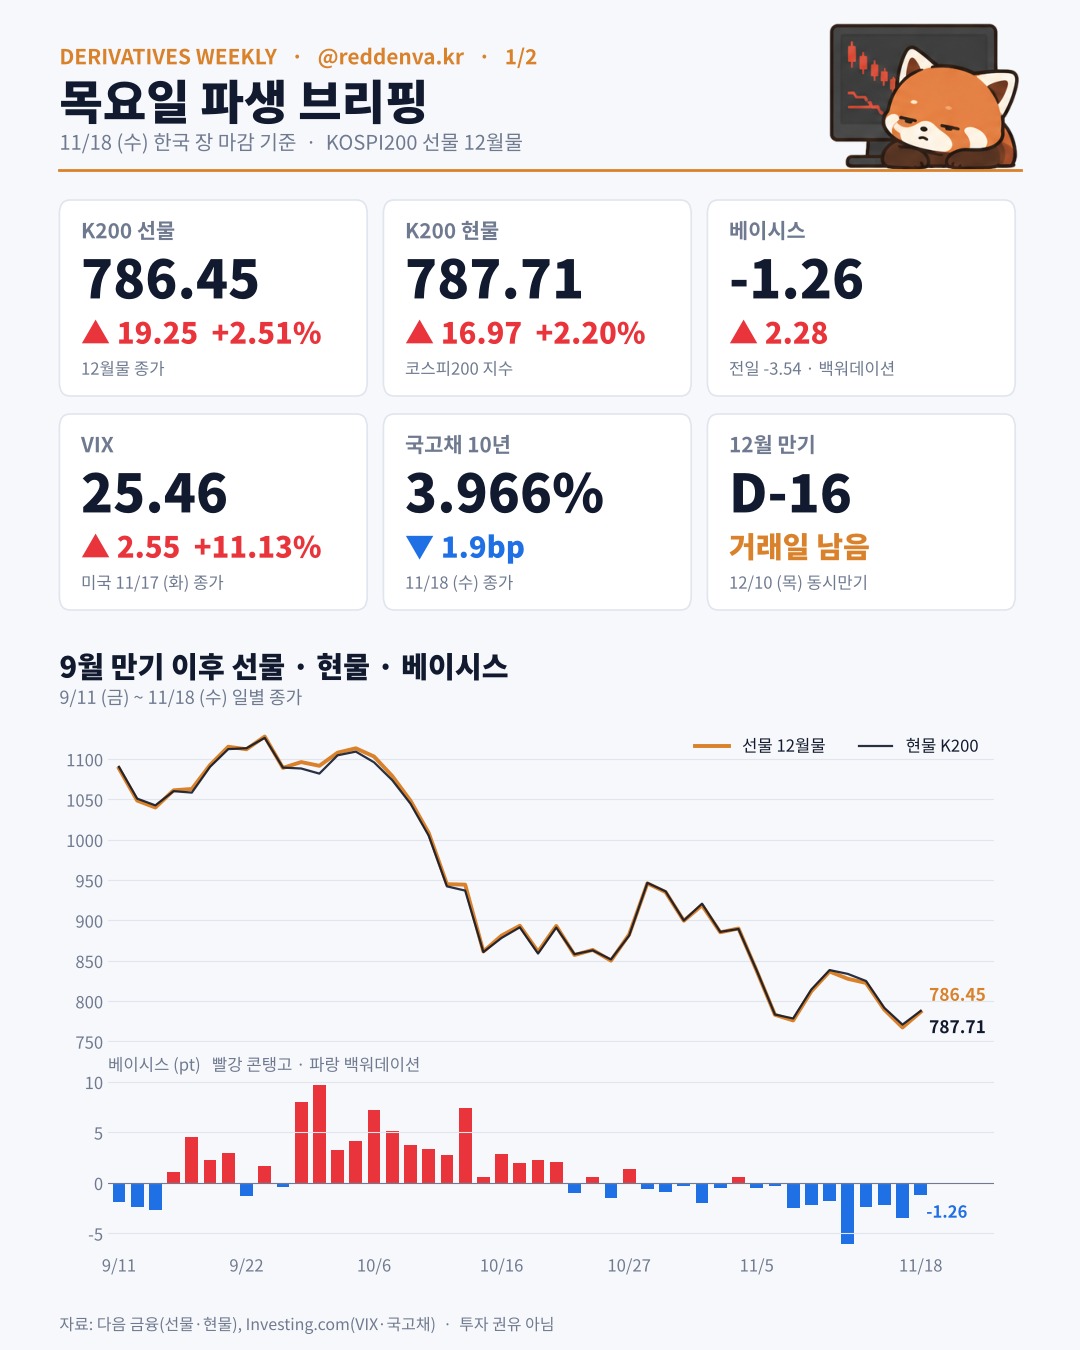 DERIVATIVES WEEKLY · @reddenva.kr · 1/2
목요일 파생 브리핑
11/18 (수) 한국 장 마감 기준 · KOSPI200 선물 12월물
K200 선물
786.45
▲ 19.25 +2.51%
12월물 종가
K200 현물
787.71
▲ 16.97 +2.20%
코스피200 지수
베이시스
-1.26
▲ 2.28
전일 -3.54 · 백워데이션
VIX
25.46
▲ 2.55 +11.13%
미국 11/17 (화) 종가
국고채 10년
3.966%
▼ 1.9bp
11/18 (수) 종가
12월 만기
D-16
거래일 남음
12/10 (목) 동시만기
9월 만기 이후 선물 · 현물 · 베이시스
9/11 (금) ~ 11/18 (수) 일별 종가
선물 12월물
현물 K200
1100
1050
1000
950
900
850
800
750
786.45
787.71
베이시스 (pt) 빨강 콘탱고 · 파랑 백워데이션
10
5
0
-5
-1.26
9/11
9/22
10/6
10/16
10/27
11/5
11/18
자료: 다음 금융(선물·현물), Investing.com(VIX·국고채) · 투자 권유 아님